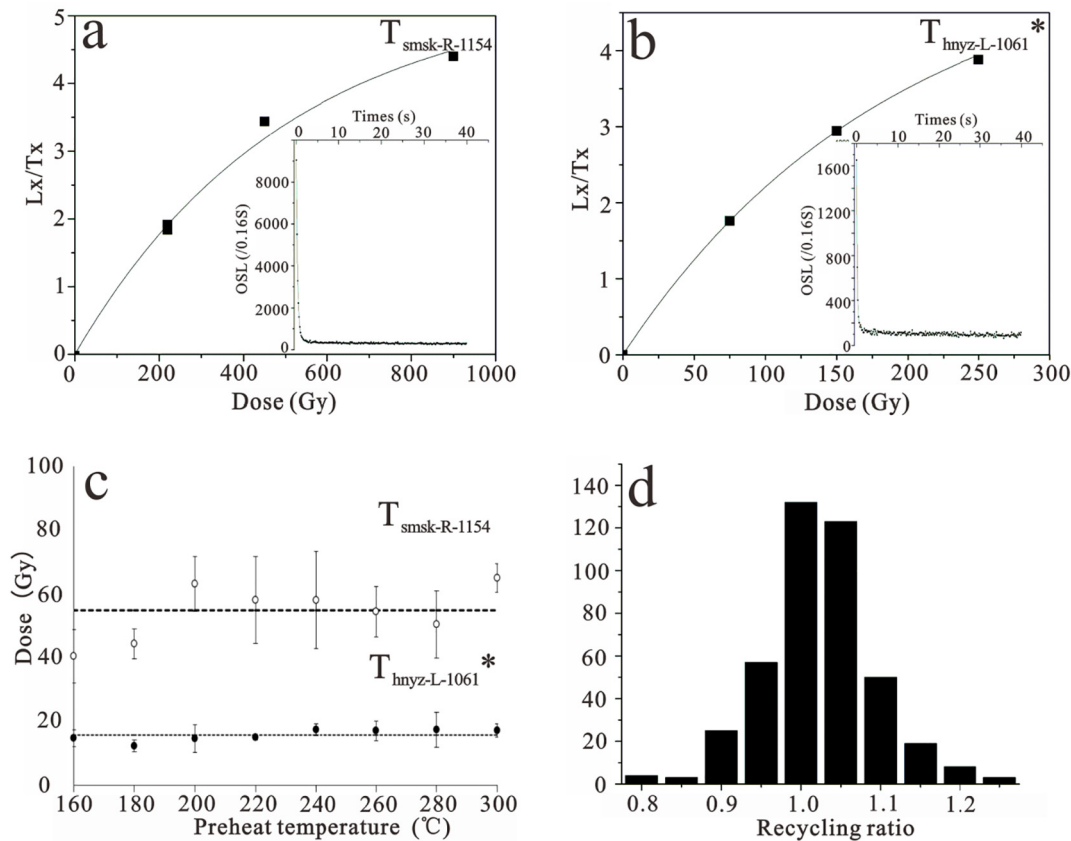 a
T smsk-R-1154
5
4
3
2
1
0
Lx/Tx
0 200 400 600 800 1000
Dose (Gy)
Times (s)
0 10 20 30 40
8000
6000
4000
2000
0
OSL (/0.16S)
b
T hnyz-L-1061 *
4
3
2
1
0
Lx/Tx
0 50 100 150 200 250 300
Dose (Gy)
Times (s)
0 10 20 30 40
1600
1200
800
400
0
OSL (/0.16S)
c
T smsk-R-1154
T hnyz-L-1061 *
100
80
60
40
20
0
Dose (Gy)
160 180 200 220 240 260 280 300
Preheat temperature (℃)
d
140
120
100
80
60
40
20
0
0.8 0.9 1.0 1.1 1.2
Recycling ratio